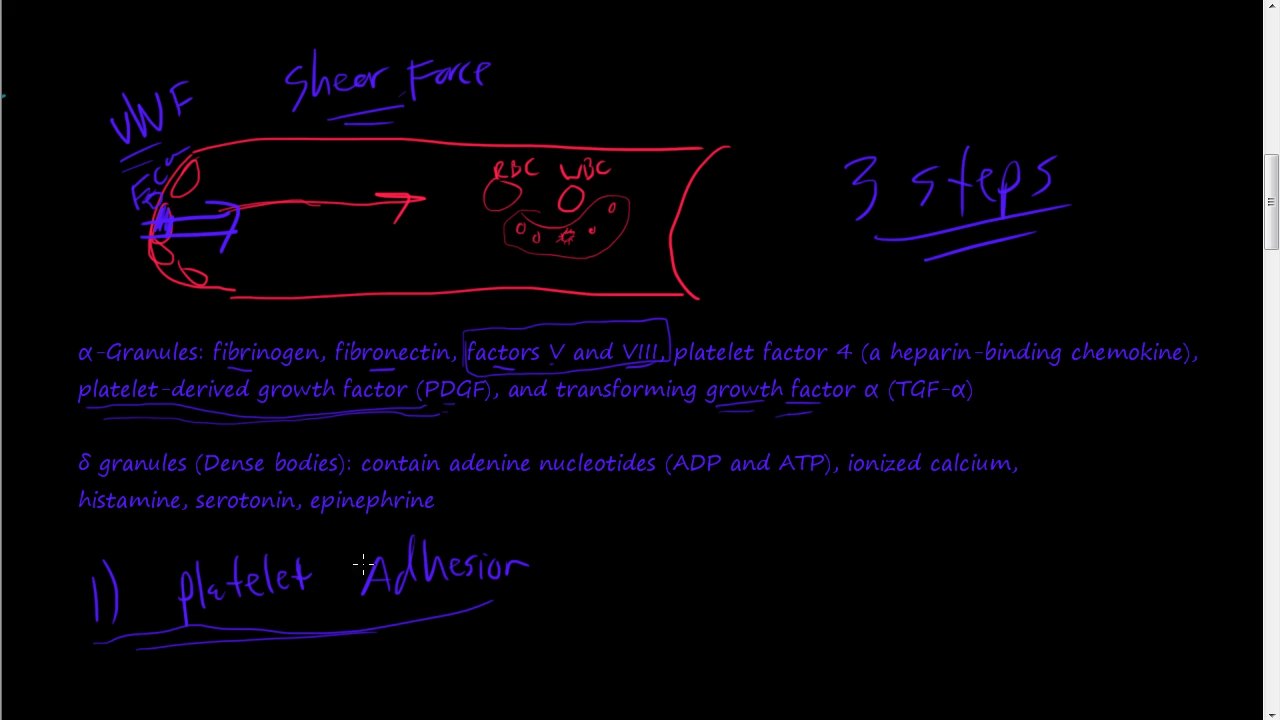 Shear Force
vWF
ECM
RBC WBC
3 steps
α-Granules: fibrinogen, fibronectin, factors V and VIII, platelet factor 4 (a heparin-binding chemokine),
platelet-derived growth factor (PDGF), and transforming growth factor α (TGF-α)
δ granules (Dense bodies): contain adenine nucleotides (ADP and ATP), ionized calcium,
histamine, serotonin, epinephrine
1) Platelet Adhesion